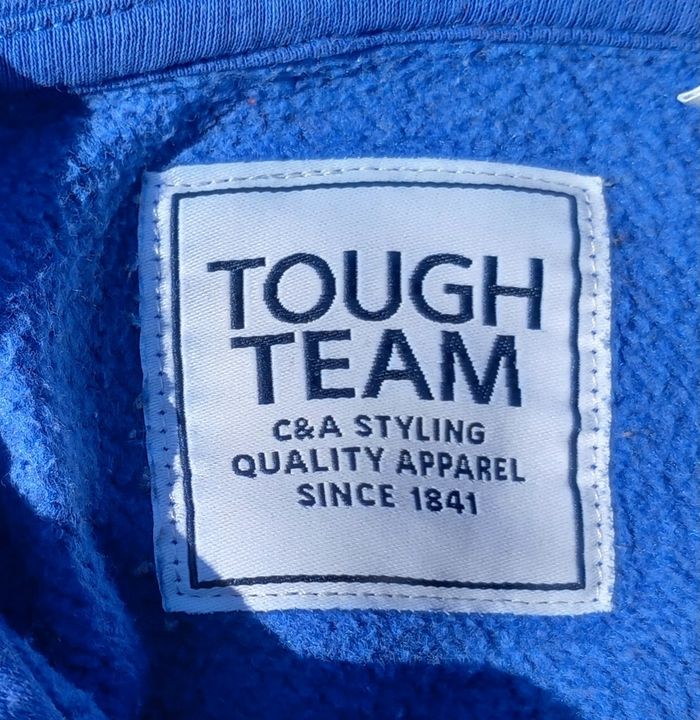 TOUGH
TEAM
C&A STYLING
QUALITY APPAREL
SINCE 1841